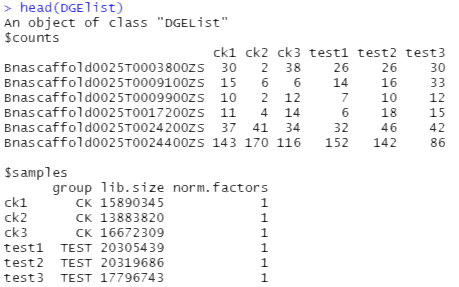 > head(DGElist)
An object of class "DGEList"
$counts
ck1 ck2 ck3 test1 test2 test3
Bnascaffold0025T0003800ZS 30 2 38 26 26 30
Bnascaffold0025T0009100ZS 15 6 6 14 16 33
Bnascaffold0025T0009900ZS 10 2 12 7 10 12
Bnascaffold0025T0017200ZS 11 4 14 6 18 15
Bnascaffold0025T0024200ZS 37 41 34 32 46 42
Bnascaffold0025T0024400ZS 143 170 116 152 142 86
$samples
group lib.size norm.factors
ck1 CK 15890345 1
ck2 CK 13883820 1
ck3 CK 16672309 1
test1 TEST 20305439 1
test2 TEST 20319686 1
test3 TEST 17796743 1